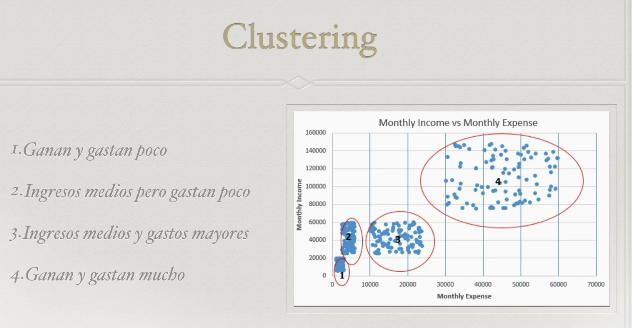 Clustering
1.Ganan y gastan poco
2.Ingresos medios pero gastan poco
3.Ingresos medios y gastos mayores
4.Ganan y gastan mucho
Monthly Income vs Monthly Expense
160000
140000
120000
100000
80000
60000
40000
20000
0
Monthly Income
4
2
3
1
0 10000 20000 30000 40000 50000 60000 70000
Monthly Expense